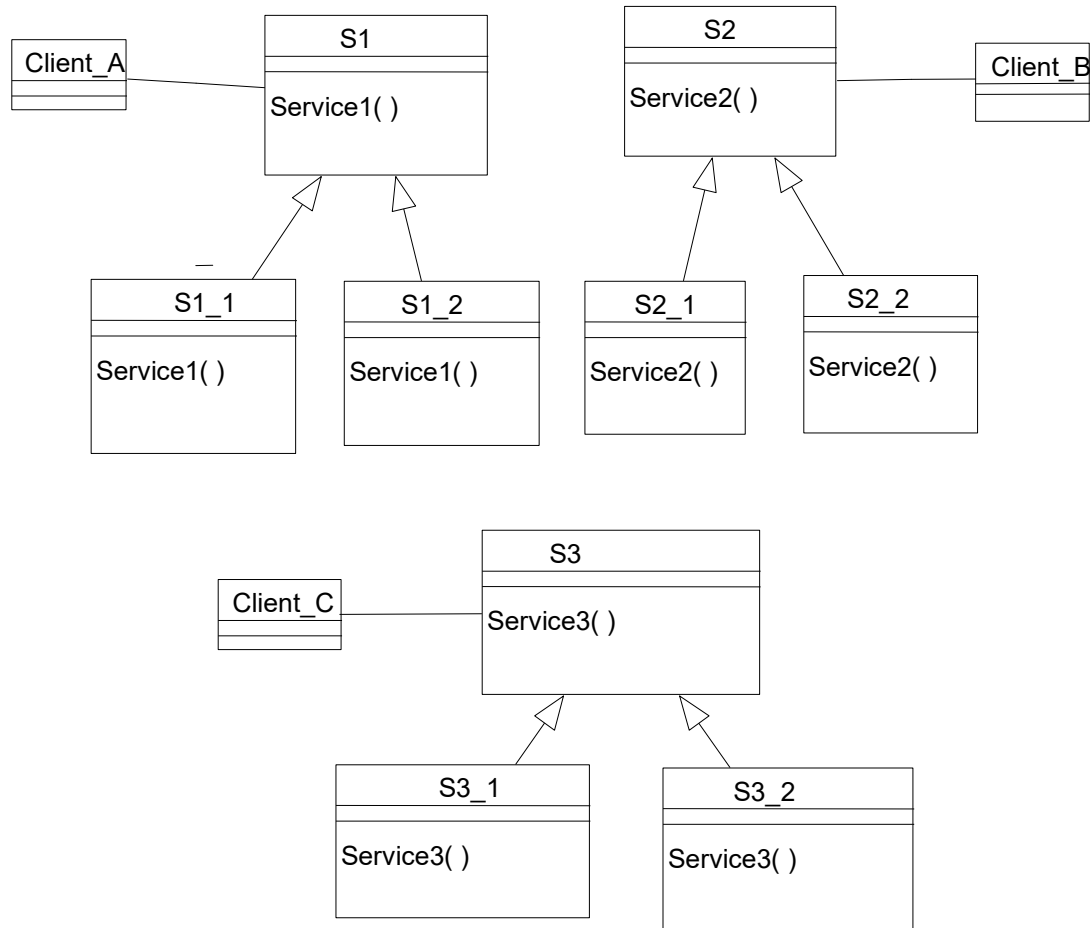 S1
S2
Client_A
Client_B
Service1( )
Service2( )
S1_1
S1_2
S2_1
S2_2
Service1( )
Service1( )
Service2( )
Service2( )
S3
Client_C
Service3( )
S3_1
S3_2
Service3( )
Service3( )